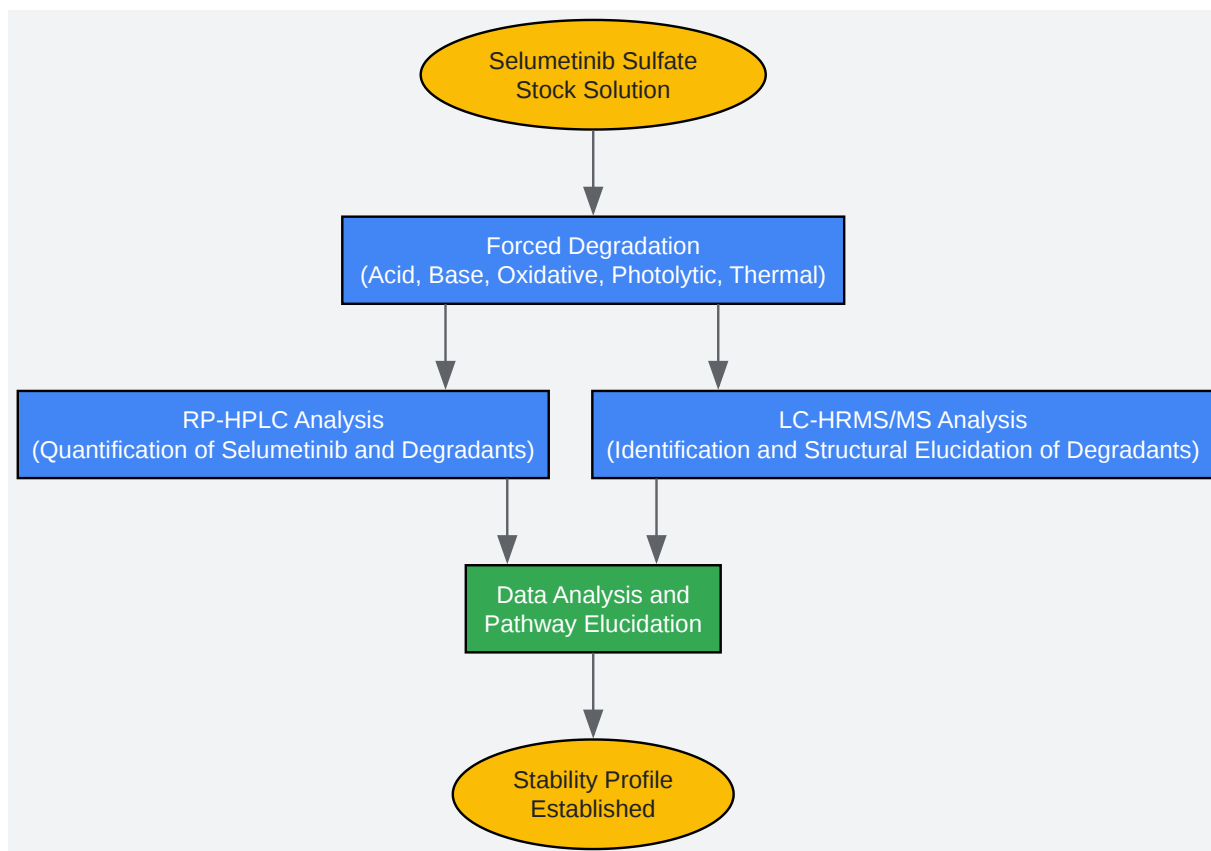 Selumetinib Sulfate
Stock Solution
Forced Degradation
(Acid, Base, Oxidative, Photolytic, Thermal)
RP-HPLC Analysis
(Quantification of Selumetinib and Degradants)
LC-HRMS/MS Analysis
(Identification and Structural Elucidation of Degradants)
Data Analysis and
Pathway Elucidation
Stability Profile
Established